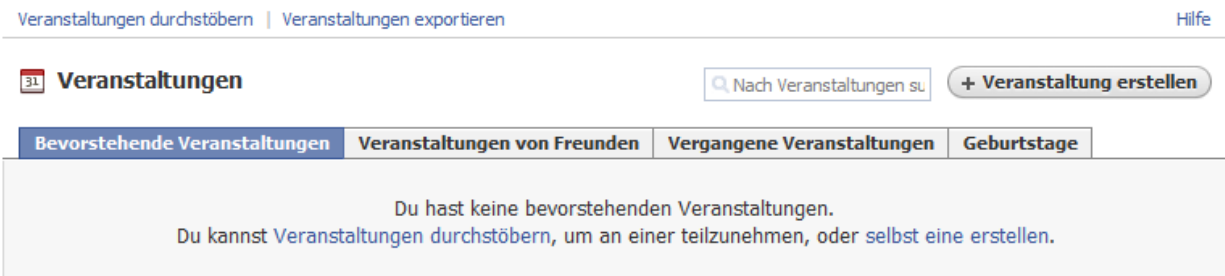 Veranstaltungen durchstöbern | Veranstaltungen exportieren Hilfe
31 Veranstaltungen Nach Veranstaltungen su + Veranstaltung erstellen
Bevorstehende Veranstaltungen Veranstaltungen von Freunden Vergangene Veranstaltungen Geburtstage
Du hast keine bevorstehenden Veranstaltungen.
Du kannst Veranstaltungen durchstöbern, um an einer teilzunehmen, oder selbst eine erstellen.